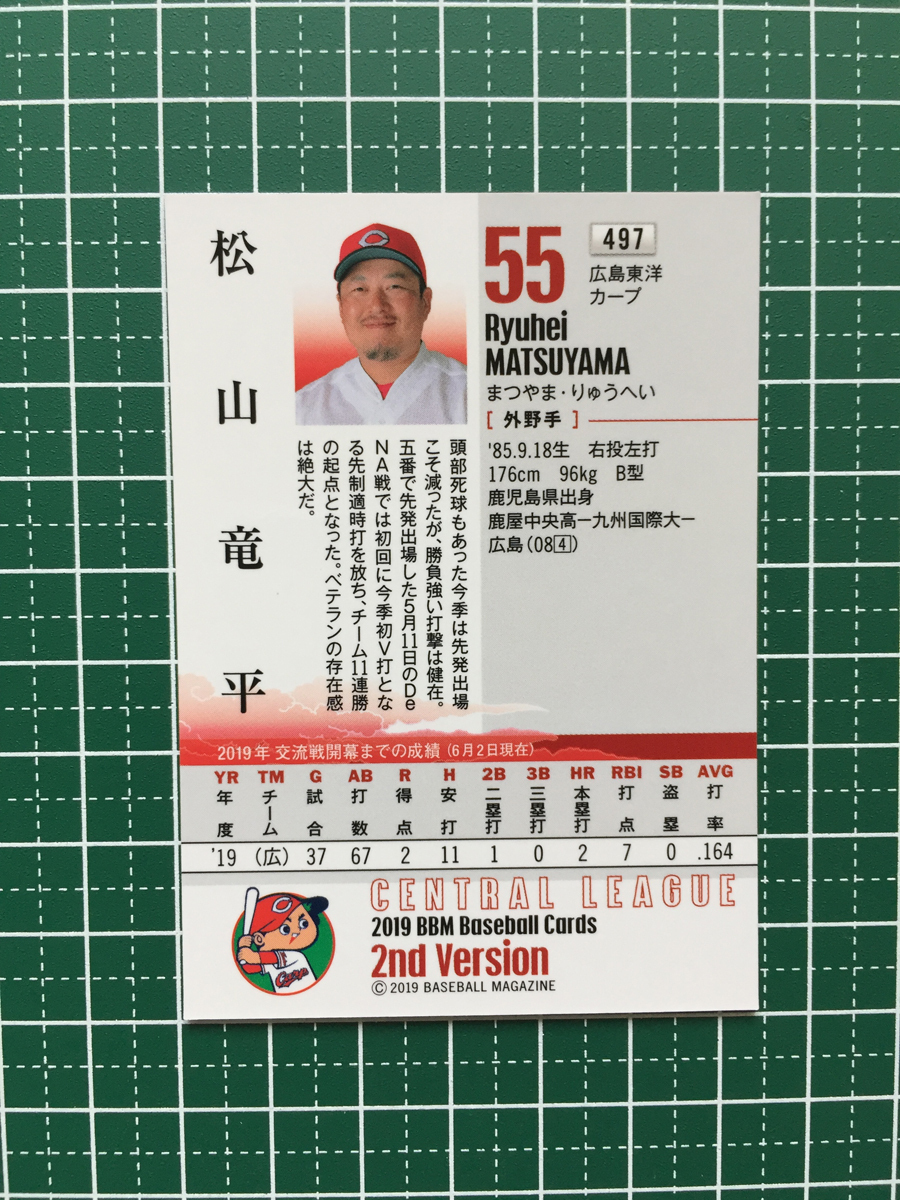 松山竜平
55
497
広島東洋
カープ
Ryuhei
MATSUYAMA
まつやま・りゅうへい
[ 外野手 ]
'85.9.18生 右投左打
176cm 96kg B型
鹿児島県出身
鹿屋中央高ー九州国際大ー
広島(08④)
頭部死球もあった今季は先発出場
こそ減ったが、勝負強い打撃は健在。
五番で先発出場した5月11日のDe
NA戦では初回に今季初V打とな
る先制適時打を放ち、チーム11連勝
の起点となった。ベテランの存在感
は絶大だ。
2019年 交流戦開幕までの成績 (6月2日現在)
YR TM G AB R H 2B 3B HR RBI SB AVG
年度 チーム 試合 打数 得点 安打 二塁打 三塁打 本塁打 打点 盗塁 打率
'19 (広) 37 67 2 11 1 0 2 7 0 .164
CENTRAL LEAGUE
2019 BBM Baseball Cards
2nd Version
© 2019 BASEBALL MAGAZINE
C
C
Carp